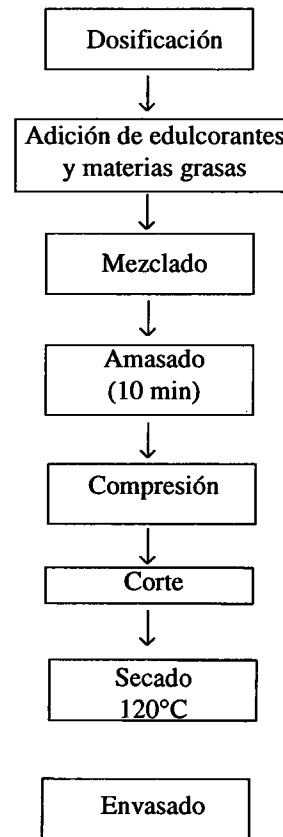 Dosificación
Adición de edulcorantes
y materias grasas
Mezclado
Amasado
(10 min)
Compresión
Corte
Secado
120°C
Envasado